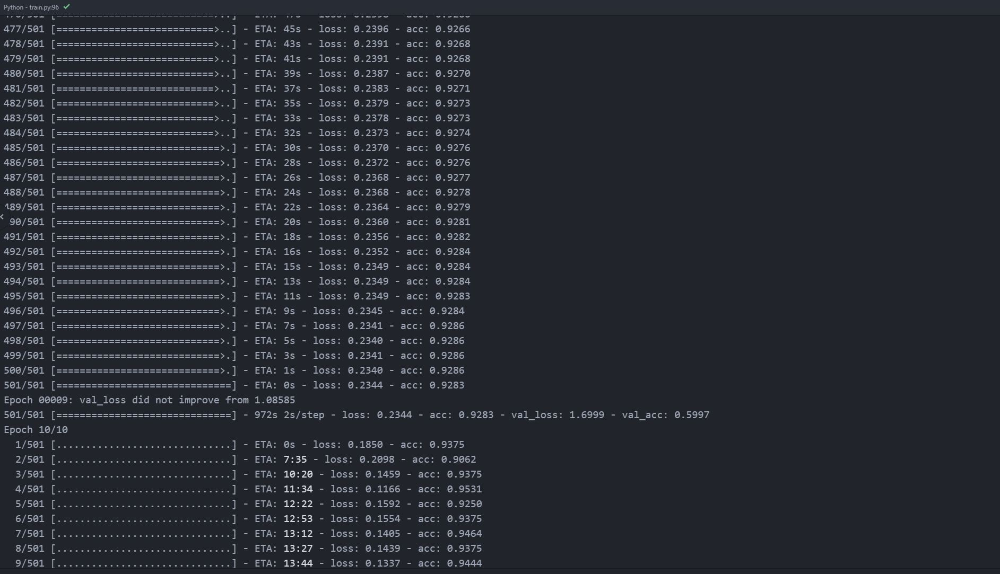 Python - train.py:96
477/501 [===========================>..] - ETA: 45s - loss: 0.2396 - acc: 0.9266
478/501 [===========================>..] - ETA: 43s - loss: 0.2391 - acc: 0.9268
479/501 [===========================>..] - ETA: 41s - loss: 0.2391 - acc: 0.9268
480/501 [===========================>..] - ETA: 39s - loss: 0.2387 - acc: 0.9270
481/501 [===========================>..] - ETA: 37s - loss: 0.2383 - acc: 0.9271
482/501 [===========================>..] - ETA: 35s - loss: 0.2379 - acc: 0.9273
483/501 [===========================>..] - ETA: 33s - loss: 0.2378 - acc: 0.9273
484/501 [===========================>..] - ETA: 32s - loss: 0.2373 - acc: 0.9274
485/501 [============================>.] - ETA: 30s - loss: 0.2370 - acc: 0.9276
486/501 [============================>.] - ETA: 28s - loss: 0.2372 - acc: 0.9276
487/501 [============================>.] - ETA: 26s - loss: 0.2368 - acc: 0.9277
488/501 [============================>.] - ETA: 24s - loss: 0.2368 - acc: 0.9278
489/501 [============================>.] - ETA: 22s - loss: 0.2364 - acc: 0.9279
90/501 [============================>.] - ETA: 20s - loss: 0.2360 - acc: 0.9281
491/501 [============================>.] - ETA: 18s - loss: 0.2356 - acc: 0.9282
492/501 [============================>.] - ETA: 16s - loss: 0.2352 - acc: 0.9284
493/501 [============================>.] - ETA: 15s - loss: 0.2349 - acc: 0.9284
494/501 [============================>.] - ETA: 13s - loss: 0.2349 - acc: 0.9284
495/501 [============================>.] - ETA: 11s - loss: 0.2349 - acc: 0.9283
496/501 [============================>.] - ETA: 9s - loss: 0.2345 - acc: 0.9284
497/501 [============================>.] - ETA: 7s - loss: 0.2341 - acc: 0.9286
498/501 [============================>.] - ETA: 5s - loss: 0.2340 - acc: 0.9286
499/501 [============================>.] - ETA: 3s - loss: 0.2341 - acc: 0.9286
500/501 [============================>.] - ETA: 1s - loss: 0.2340 - acc: 0.9286
501/501 [==============================] - ETA: 0s - loss: 0.2344 - acc: 0.9283
Epoch 00009: val_loss did not improve from 1.08585
501/501 [==============================] - 972s 2s/step - loss: 0.2344 - acc: 0.9283 - val_loss: 1.6999 - val_acc: 0.5997
Epoch 10/10
1/501 [..............................] - ETA: 0s - loss: 0.1850 - acc: 0.9375
2/501 [..............................] - ETA: 7:35 - loss: 0.2098 - acc: 0.9062
3/501 [..............................] - ETA: 10:20 - loss: 0.1459 - acc: 0.9375
4/501 [..............................] - ETA: 11:34 - loss: 0.1166 - acc: 0.9531
5/501 [..............................] - ETA: 12:22 - loss: 0.1592 - acc: 0.9250
6/501 [..............................] - ETA: 12:53 - loss: 0.1554 - acc: 0.9375
7/501 [..............................] - ETA: 13:12 - loss: 0.1405 - acc: 0.9464
8/501 [..............................] - ETA: 13:27 - loss: 0.1439 - acc: 0.9375
9/501 [..............................] - ETA: 13:44 - loss: 0.1337 - acc: 0.9444